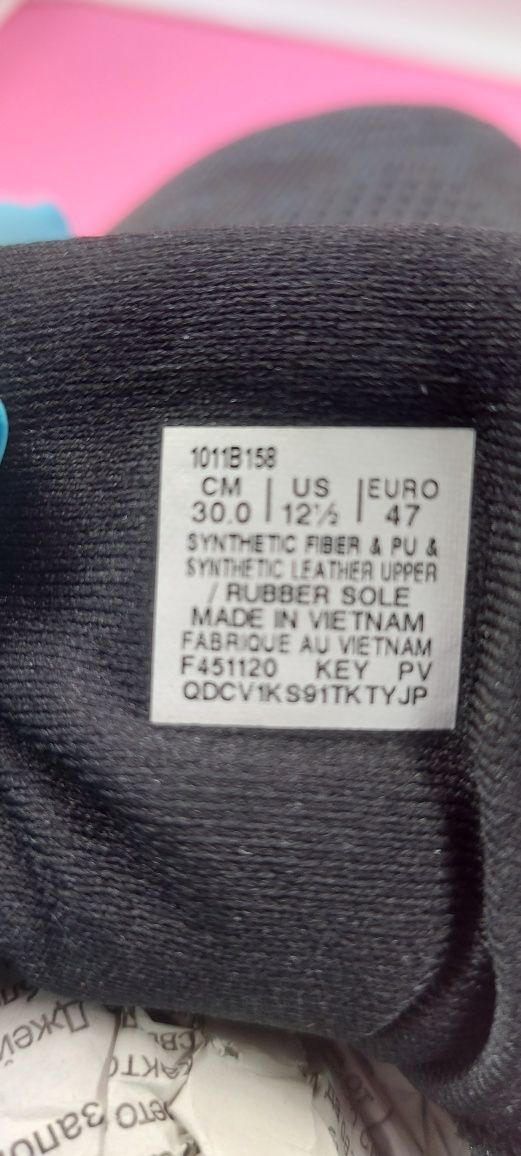 1011B158
CM | US | EURO
30.0 | 12½ | 47
SYNTHETIC FIBER & PU &
SYNTHETIC LEATHER UPPER
/ RUBBER SOLE
MADE IN VIETNAM
FABRIQUE AU VIETNAM
F451120 KEY PV
QDCV1KS91TKTYJP
Джей